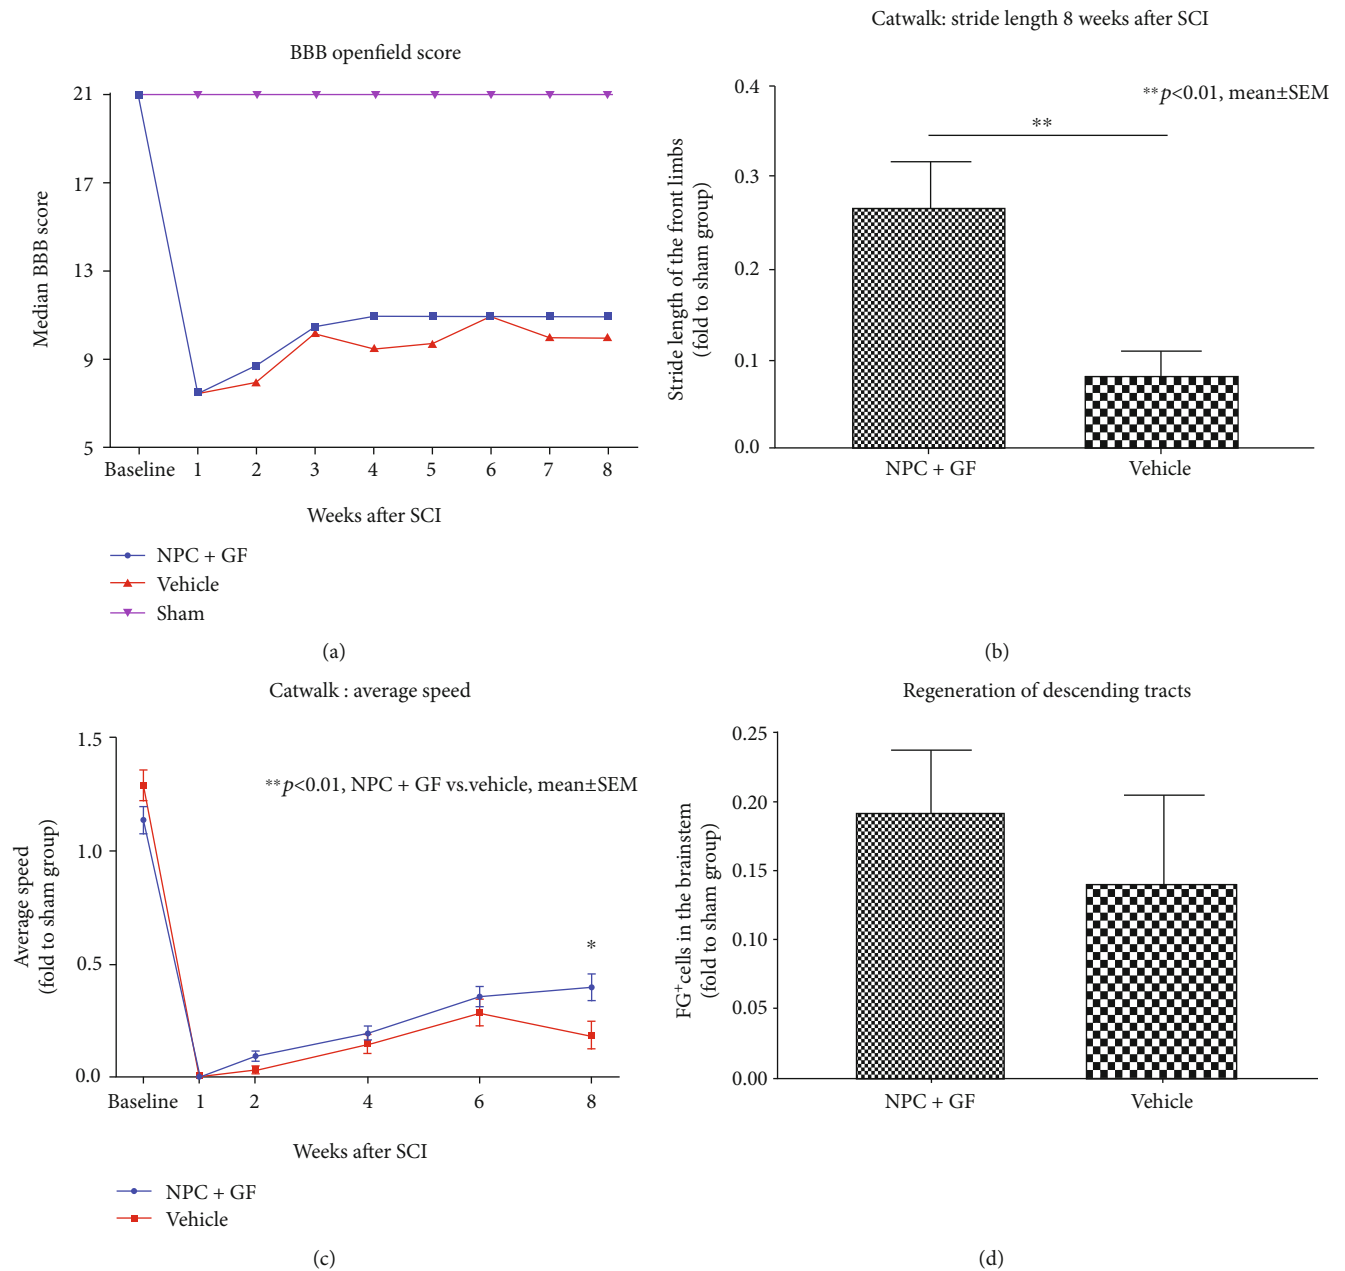 BBB openfield score
21
17
13
9
5
Median BBB score
Baseline 1 2 3 4 5 6 7 8
Weeks after SCI
NPC + GF
Vehicle
Sham
(a)
Catwalk: stride length 8 weeks after SCI
**p<0.01, mean±SEM
**
0.4
0.3
0.2
0.1
0.0
Stride length of the front limbs
(fold to sham group)
NPC + GF Vehicle
(b)
Catwalk : average speed
**p<0.01, NPC + GF vs.vehicle, mean±SEM
*
1.5
1.0
0.5
0.0
Average speed
(fold to sham group)
Baseline 1 2 4 6 8
Weeks after SCI
NPC + GF
Vehicle
(c)
Regeneration of descending tracts
0.25
0.20
0.15
0.10
0.05
0.00
FG+cells in the brainstem
(fold to sham group)
NPC + GF Vehicle
(d)